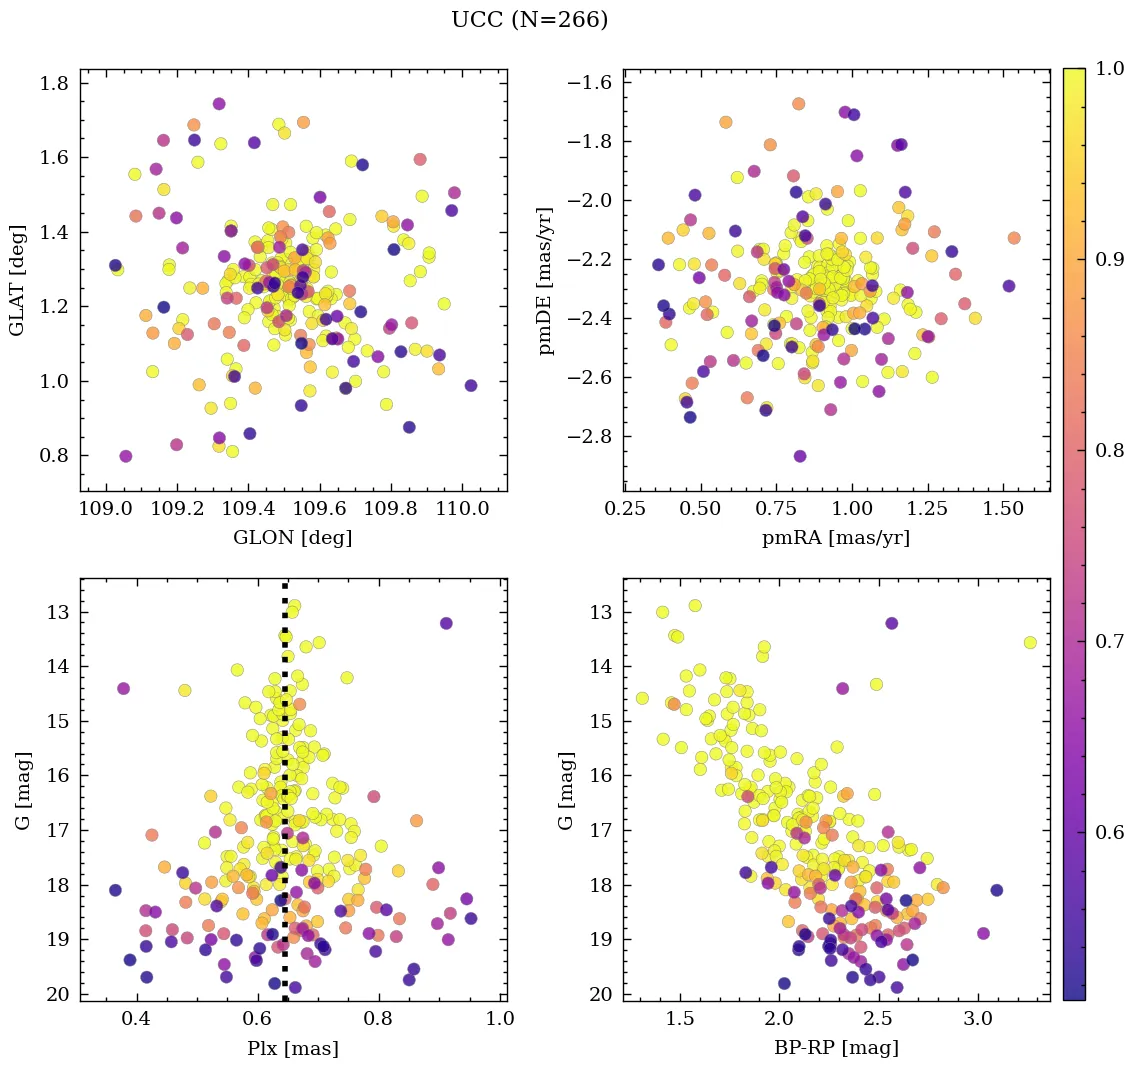 UCC (N=266)
1.8
1.6
1.4
1.2
1.0
0.8
GLAT [deg]
109.0 109.2 109.4 109.6 109.8 110.0
GLON [deg]
−1.6
−1.8
−2.0
−2.2
−2.4
−2.6
−2.8
pmDE [mas/yr]
0.25 0.50 0.75 1.00 1.25 1.50
pmRA [mas/yr]
1.0
0.9
0.8
0.7
0.6
13
14
15
16
17
18
19
20
G [mag]
0.4 0.6 0.8 1.0
Plx [mas]
13
14
15
16
17
18
19
20
G [mag]
1.5 2.0 2.5 3.0
BP-RP [mag]